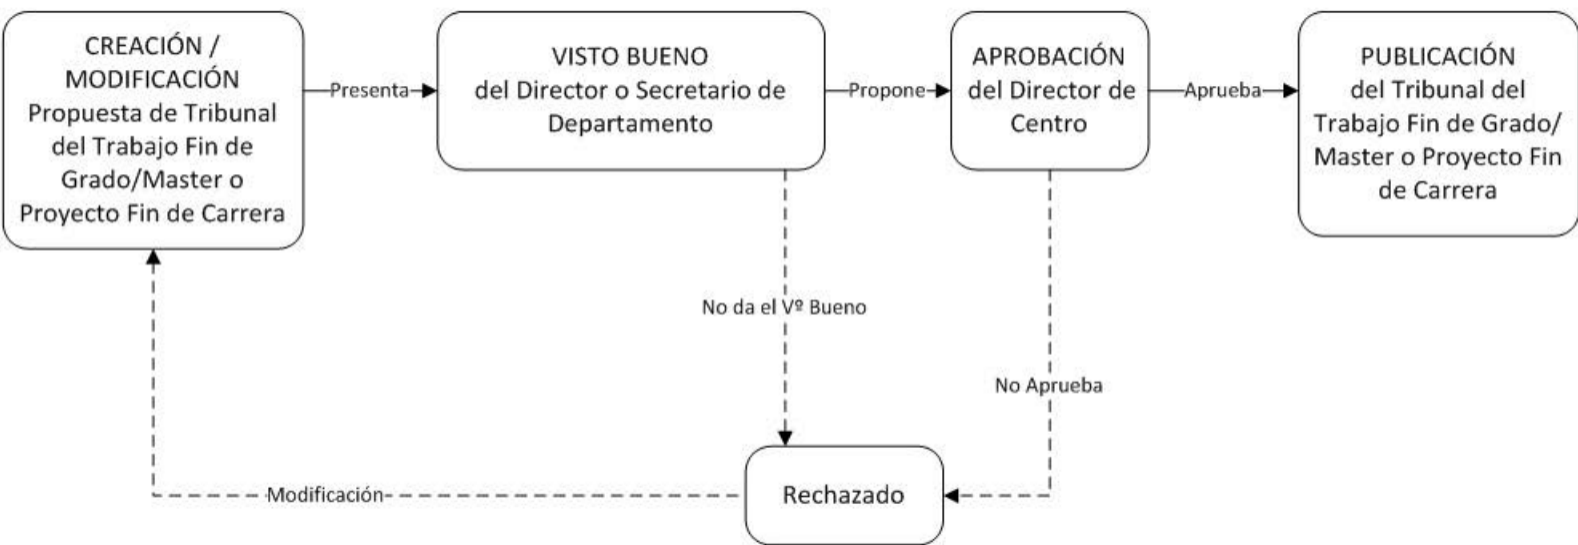 CREACIÓN /
MODIFICACIÓN
Propuesta de Tribunal
del Trabajo Fin de
Grado/Master o
Proyecto Fin de Carrera
Presenta
VISTO BUENO
del Director o Secretario de
Departamento
Propone
APROBACIÓN
del Director de
Centro
Aprueba
PUBLICACIÓN
del Tribunal del
Trabajo Fin de Grado/
Master o Proyecto Fin
de Carrera
No da el Vº Bueno
No Aprueba
Rechazado
Modificación